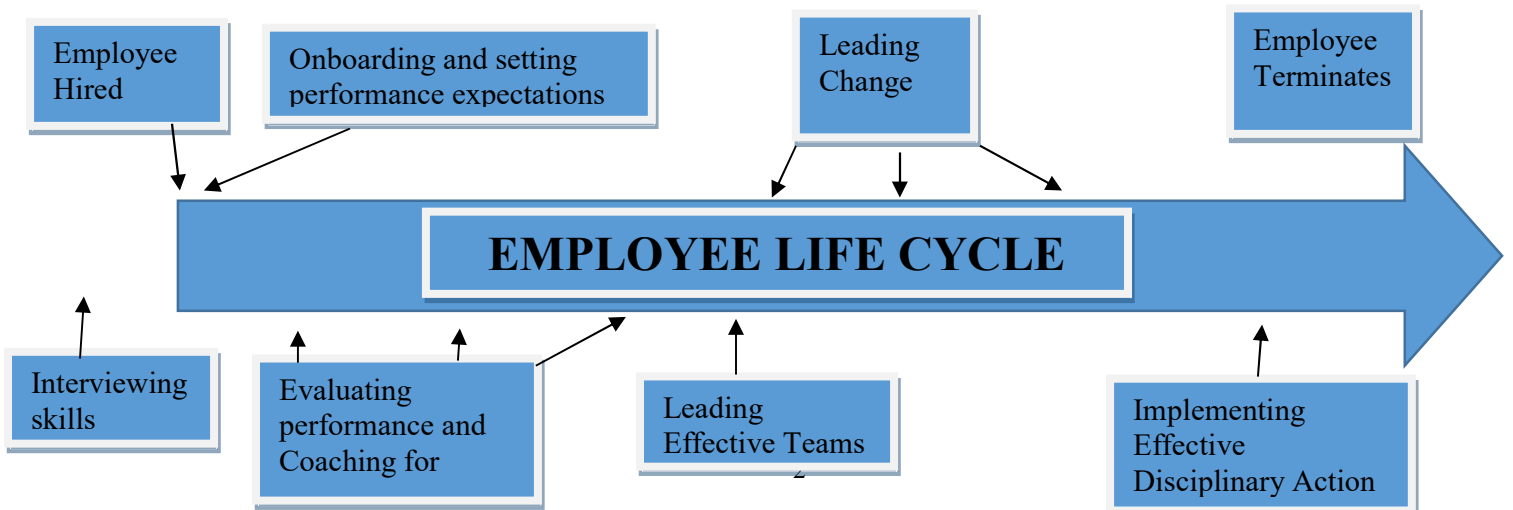 Employee
Hired
Onboarding and setting
performance expectations
Leading
Change
Employee
Terminates
EMPLOYEE LIFE CYCLE
Interviewing
skills
Evaluating
performance and
Coaching for
Leading
Effective Teams
Implementing
Effective
Disciplinary Action